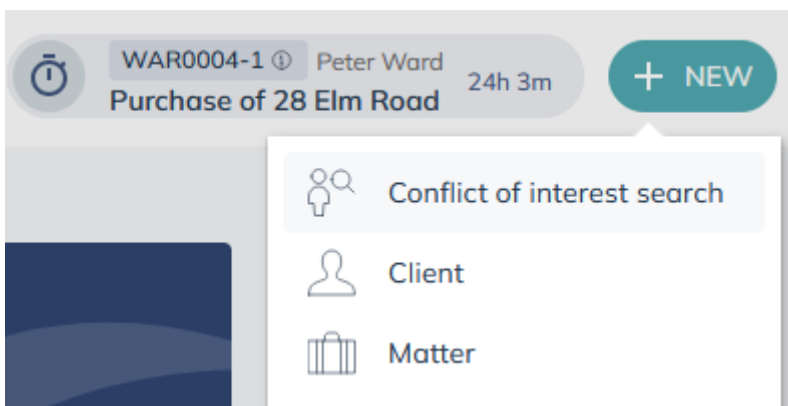 WAR0004-1 Peter Ward
Purchase of 28 Elm Road
24h 3m
+ NEW
Conflict of interest search
Client
Matter